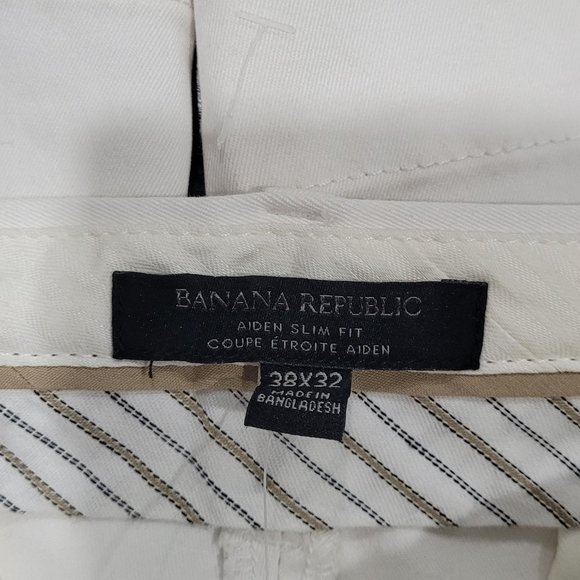 BANANA REPUBLIC
AIDEN SLIM FIT
COUPE ÉTROITE AIDEN
38X32
MADE IN
BANGLADESH